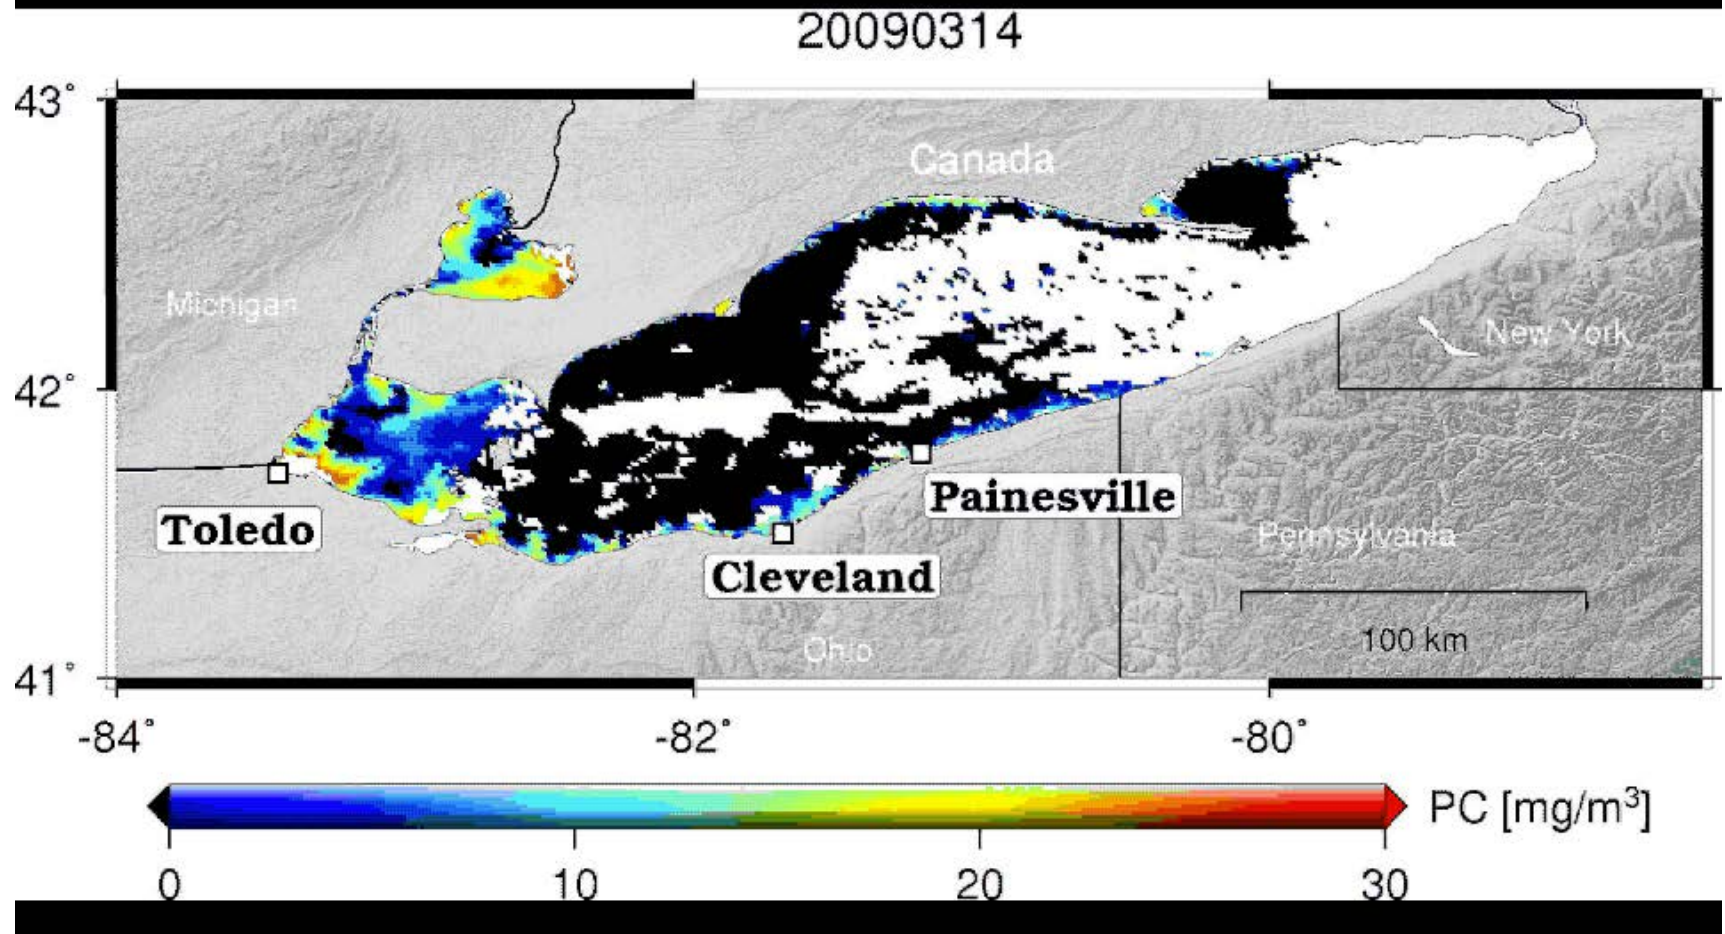 20090314
43°
Canada
Michigan
New York
42°
Painesville
Toledo
Pennsylvania
Cleveland
100 km
Ohio
41°
-84°
-82°
-80°
PC [mg/m³]
0
10
20
30